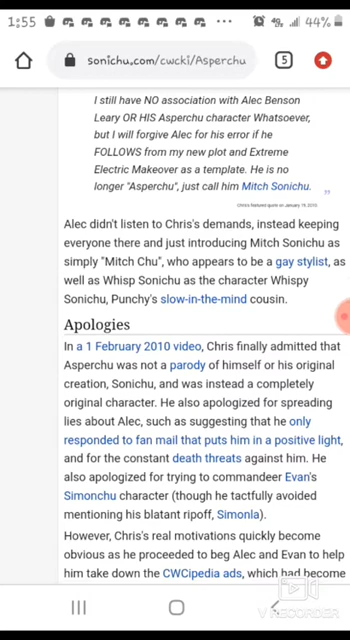 1:55 ... 44%
sonichu.com/cwcki/Asperchu 5
I still have NO association with Alec Benson
Leary OR HIS Asperchu character Whatsoever,
but I will forgive Alec for his error if he
FOLLOWS from my new plot and Extreme
Electric Makeover as a template. He is no
longer "Asperchu", just call him Mitch Sonichu.
”
Chris's featured quote on January 19, 2010
Alec didn't listen to Chris's demands, instead keeping
everyone there and just introducing Mitch Sonichu as
simply "Mitch Chu", who appears to be a gay stylist, as
well as Whisp Sonichu as the character Whispy
Sonichu, Punchy's slow-in-the-mind cousin.
Apologies
In a 1 February 2010 video, Chris finally admitted that
Asperchu was not a parody of himself or his original
creation, Sonichu, and was instead a completely
original character. He also apologized for spreading
lies about Alec, such as suggesting that he only
responded to fan mail that puts him in a positive light,
and for the constant death threats against him. He
also apologized for trying to commandeer Evan's
Simonchu character (though he tactfully avoided
mentioning his blatant ripoff, Simonla).
However, Chris's real motivations quickly become
obvious as he proceeded to beg Alec and Evan to help
him take down the CWCipedia ads, which had become
V RECORDER